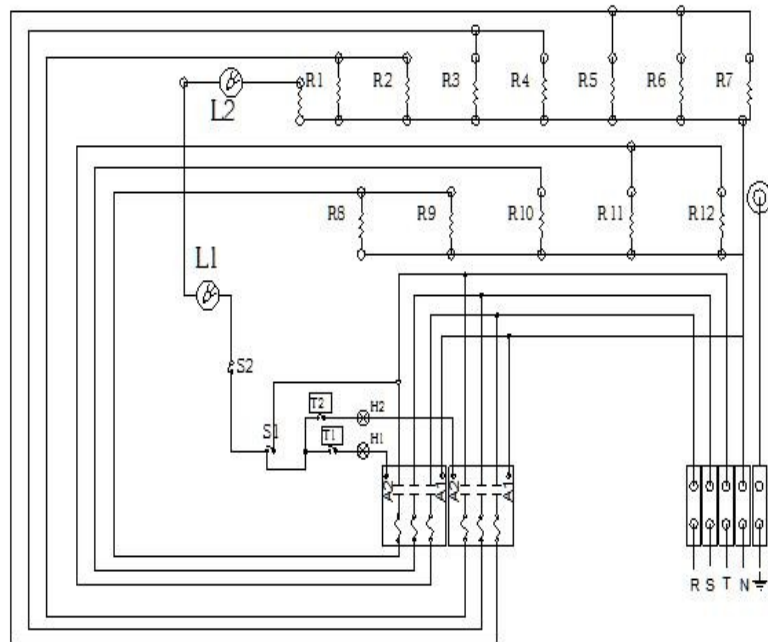 R1 R2 R3 R4 R5 R6 R7
L2
R8 R9 R10 R11 R12
L1
S2
T2 H2
S1 T1 H1
A2 A1 A2 A1
R S T N